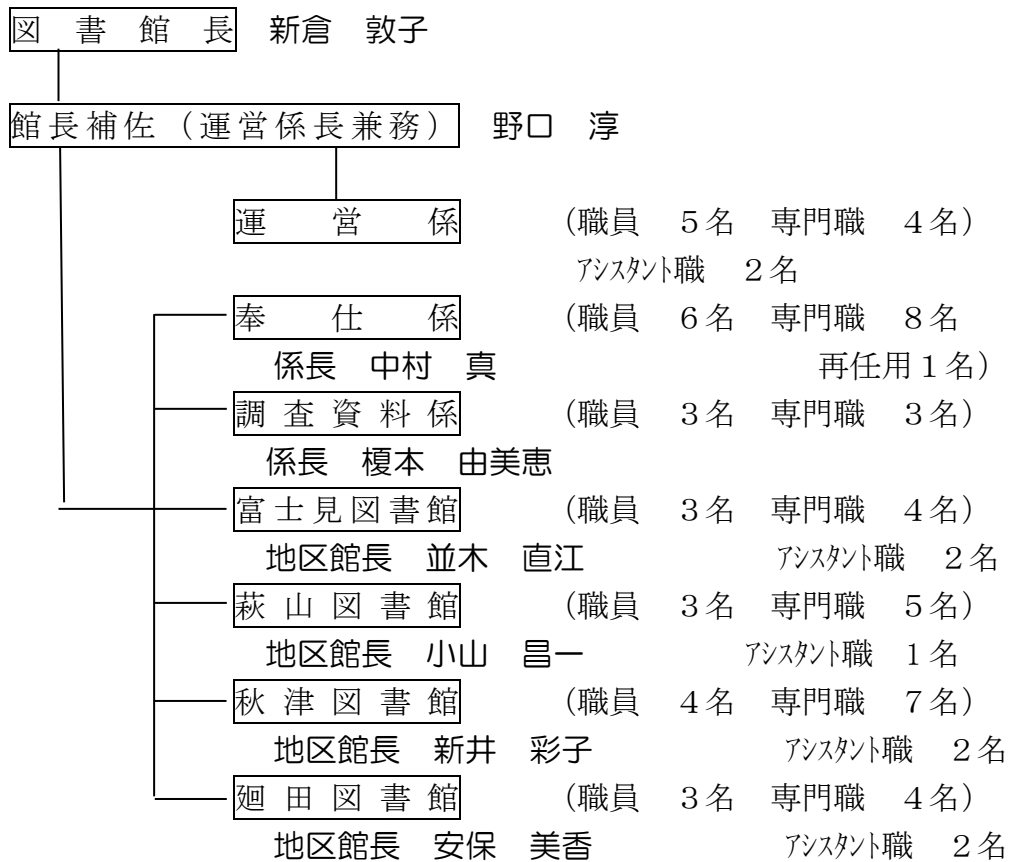 図書館長 新倉 敦子
館長補佐（運営係長兼務） 野口 淳
運営係 （職員 ５名 専門職 ４名）
ｱｼｽﾀﾝﾄ職 ２名
奉仕係 （職員 ６名 専門職 ８名
係長 中村 真 再任用１名）
調査資料係 （職員 ３名 専門職 ３名）
係長 榎本 由美恵
富士見図書館 （職員 ３名 専門職 ４名）
地区館長 並木 直江 ｱｼｽﾀﾝﾄ職 ２名
萩山図書館 （職員 ３名 専門職 ５名）
地区館長 小山 昌一 ｱｼｽﾀﾝﾄ職 １名
秋津図書館 （職員 ４名 専門職 ７名）
地区館長 新井 彩子 ｱｼｽﾀﾝﾄ職 ２名
廻田図書館 （職員 ３名 専門職 ４名）
地区館長 安保 美香 ｱｼｽﾀﾝﾄ職 ２名